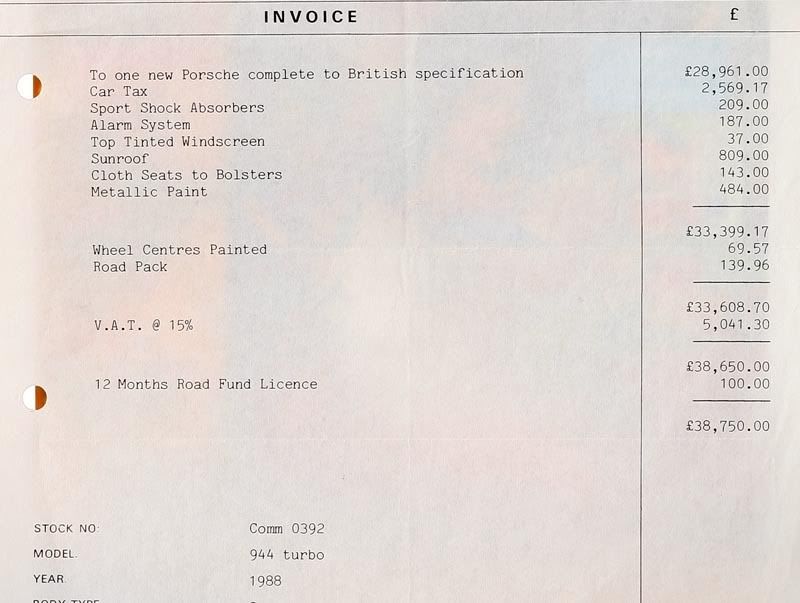 INVOICE £
To one new Porsche complete to British specification £28,961.00
Car Tax 2,569.17
Sport Shock Absorbers 209.00
Alarm System 187.00
Top Tinted Windscreen 37.00
Sunroof 809.00
Cloth Seats to Bolsters 143.00
Metallic Paint 484.00
£33,399.17
Wheel Centres Painted 69.57
Road Pack 139.96
£33,608.70
V.A.T. @ 15% 5,041.30
£38,650.00
12 Months Road Fund Licence 100.00
£38,750.00
STOCK NO: Comm 0392
MODEL. 944 turbo
YEAR. 1988
BODY TYPE